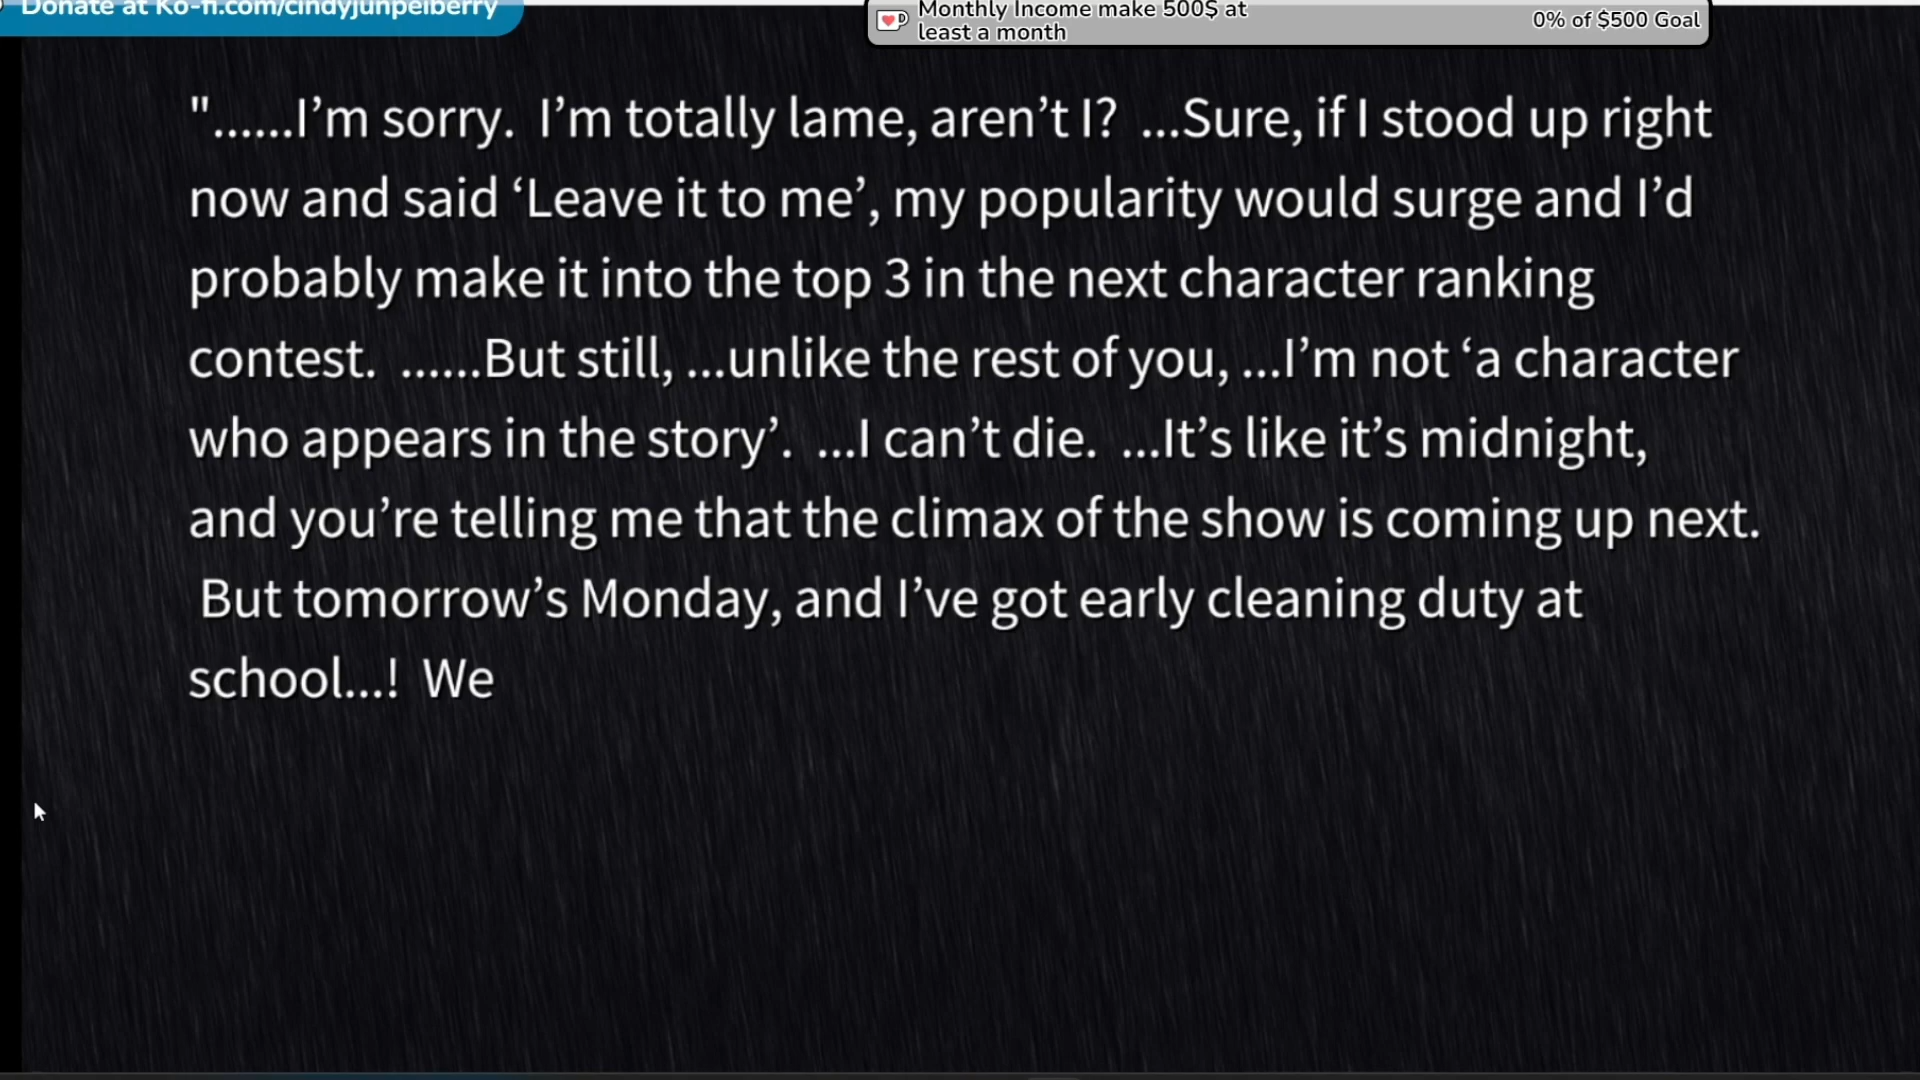 Donate at Ko-fi.com/cindyjunpeiberry
Monthly Income make 500$ at
least a month
0% of $500 Goal
"......I’m sorry.  I’m totally lame, aren’t I?  ...Sure, if I stood up right
now and said ‘Leave it to me’, my popularity would surge and I’d
probably make it into the top 3 in the next character ranking
contest.  ......But still, ...unlike the rest of you, ...I’m not ‘a character
who appears in the story’.  ...I can’t die.  ...It’s like it’s midnight,
and you’re telling me that the climax of the show is coming up next.
But tomorrow’s Monday, and I’ve got early cleaning duty at
school...!  We